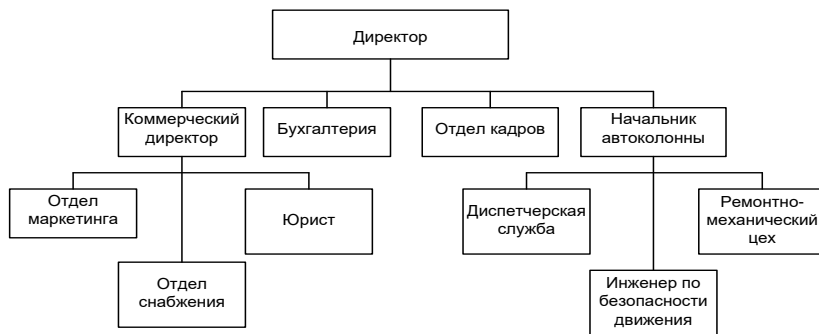 Директор
Коммерческий
директор
Бухгалтерия
Отдел кадров
Начальник
автоколонны
Отдел
маркетинга
Юрист
Диспетчерская
служба
Ремонтно-
механический
цех
Отдел
снабжения
Инженер по
безопасности
движения